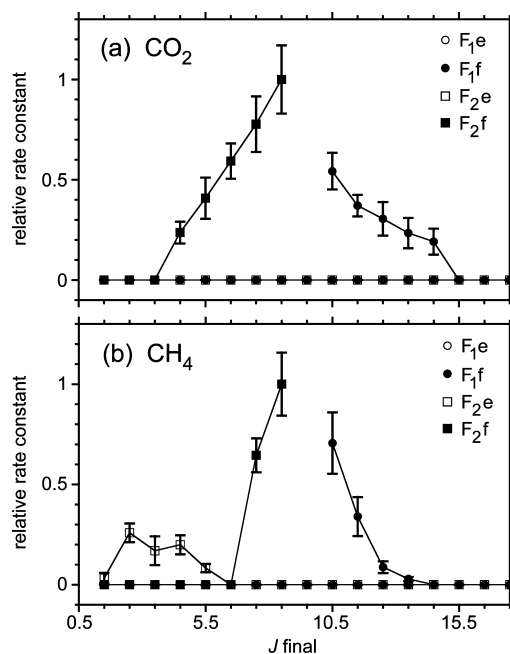 (a) CO2
F1e
F1f
F2e
F2f
relative rate constant
1
0.5
0
(b) CH4
F1e
F1f
F2e
F2f
relative rate constant
1
0.5
0
0.5 5.5 10.5 15.5
J final